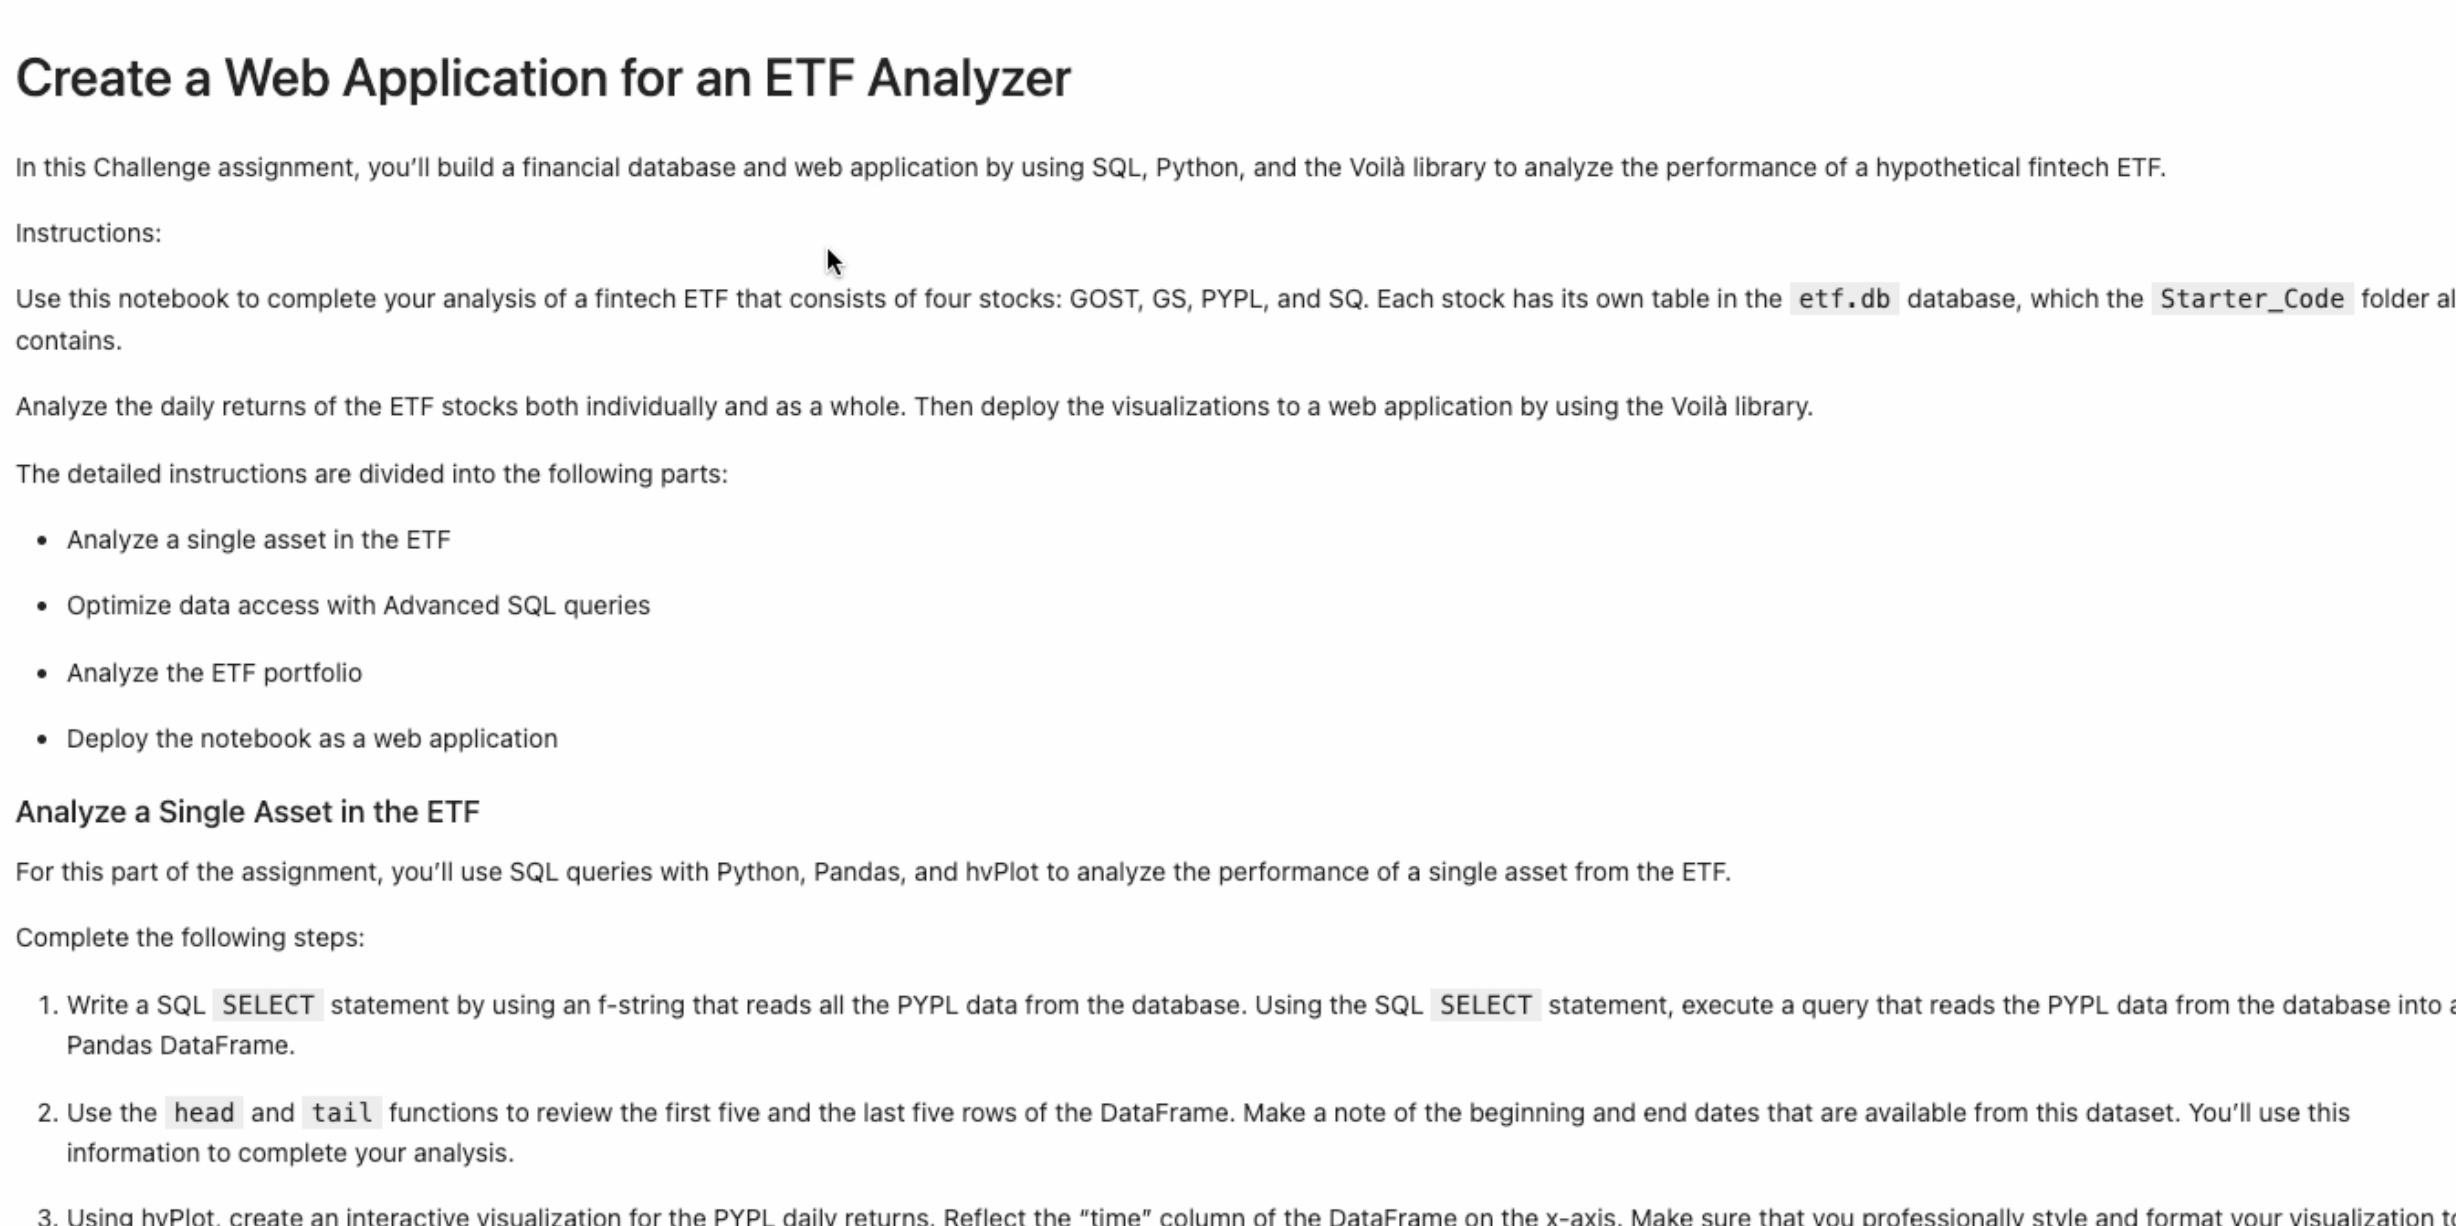 Create a Web Application for an ETF Analyzer
In this Challenge assignment, you’ll build a financial database and web application by using SQL, Python, and the Voilà library to analyze the performance of a hypothetical fintech ETF.
Instructions:
Use this notebook to complete your analysis of a fintech ETF that consists of four stocks: GOST, GS, PYPL, and SQ. Each stock has its own table in the etf.db database, which the Starter_Code folder al
contains.
Analyze the daily returns of the ETF stocks both individually and as a whole. Then deploy the visualizations to a web application by using the Voilà library.
The detailed instructions are divided into the following parts:
• Analyze a single asset in the ETF
• Optimize data access with Advanced SQL queries
• Analyze the ETF portfolio
• Deploy the notebook as a web application
Analyze a Single Asset in the ETF
For this part of the assignment, you’ll use SQL queries with Python, Pandas, and hvPlot to analyze the performance of a single asset from the ETF.
Complete the following steps:
1. Write a SQL SELECT statement by using an f-string that reads all the PYPL data from the database. Using the SQL SELECT statement, execute a query that reads the PYPL data from the database into a
Pandas DataFrame.
2. Use the head and tail functions to review the first five and the last five rows of the DataFrame. Make a note of the beginning and end dates that are available from this dataset. You’ll use this
information to complete your analysis.
3. Using hvPlot, create an interactive visualization for the PYPL daily returns. Reflect the “time” column of the DataFrame on the x-axis. Make sure that you professionally style and format your visualization to